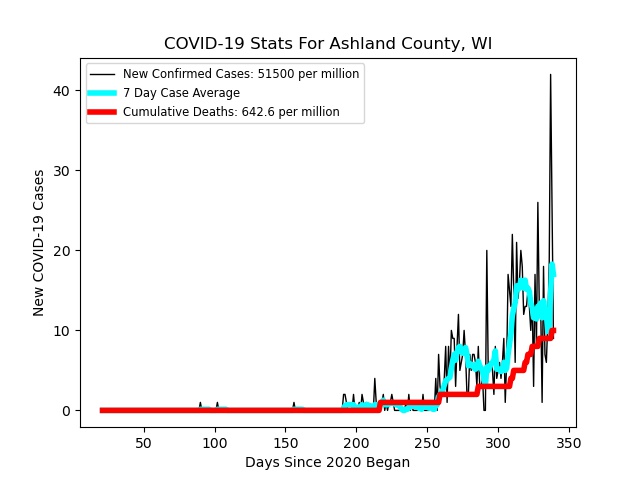 COVID-19 Stats For Ashland County, WI
New Confirmed Cases: 51500 per million
7 Day Case Average
Cumulative Deaths: 642.6 per million
New COVID-19 Cases
40
30
20
10
0
50 100 150 200 250 300 350
Days Since 2020 Began